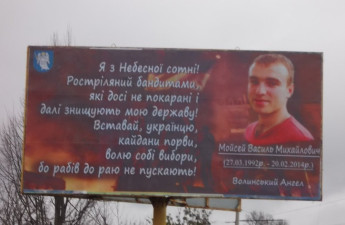 Я з Небесної сотні!
Розстріляний бандитами,
які досі не покарані і
далі знищують мою державу!
Вставай, українцю,
кайдани порви,
волю собі вибори,
бо рабів до раю не пускають!
Мойсей Василь Михайлович
(27.03.1992р. - 20.02.2014р.)
Волинський Ангел